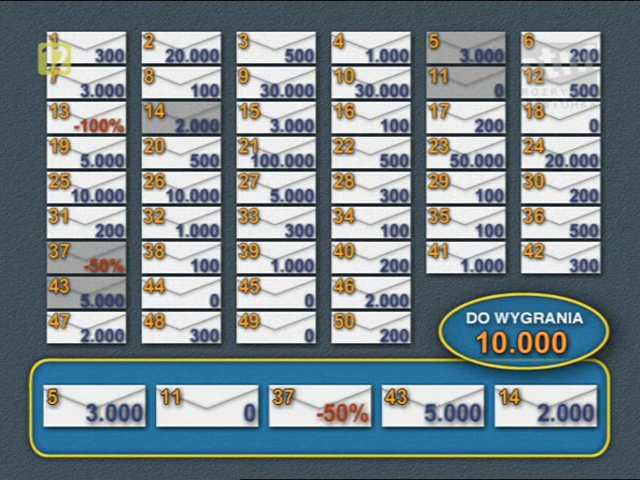 1 300 2 20.000 3 500 4 1.000 5 3.000 6 200
7 3.000 8 100 9 30.000 10 30.000 11 0 12 500
13 -100% 14 2.000 15 3.000 16 100 17 200 18 0
19 5.000 20 500 21 100.000 22 500 23 50.000 24 20.000
25 10.000 26 10.000 27 5.000 28 300 29 100 30 200
31 200 32 1.000 33 300 34 100 35 100 36 500
37 -50% 38 100 39 1.000 40 200 41 1.000 42 300
43 5.000 44 0 45 0 46 2.000
47 2.000 48 300 49 0 50 200
DO WYGRANIA
10.000
5 3.000 11 0 37 -50% 43 5.000 14 2.000
12